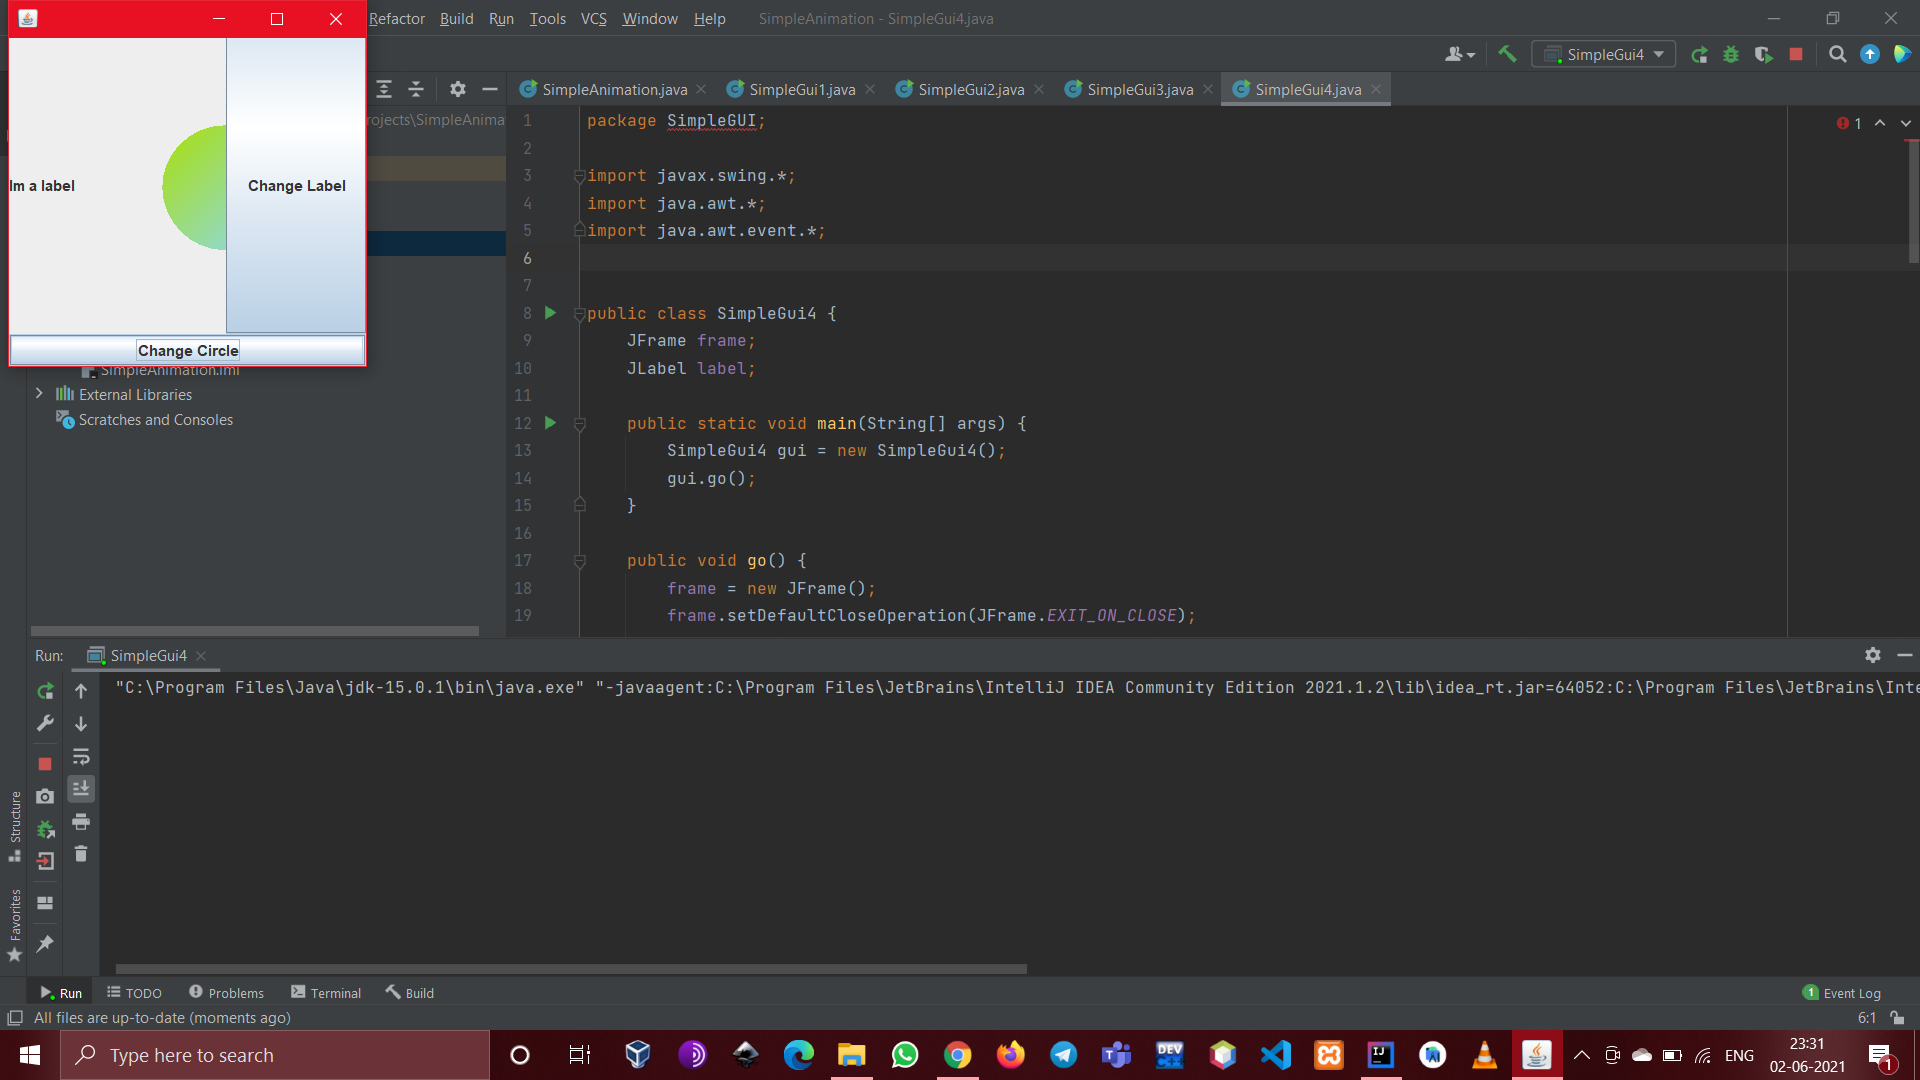 Refactor Build Run Tools VCS Window Help SimpleAnimation - SimpleGui4.java
SimpleGui4
SimpleAnimation.java SimpleGui1.java SimpleGui2.java SimpleGui3.java SimpleGui4.java
rojects\SimpleAnima
Im a label
Change Label
Change Circle
SimpleAnimation.iml
External Libraries
Scratches and Consoles
1 package SimpleGUI;
2
3 import javax.swing.*;
4 import java.awt.*;
5 import java.awt.event.*;
6
7
8 public class SimpleGui4 {
9 JFrame frame;
10 JLabel label;
11
12 public static void main(String[] args) {
13 SimpleGui4 gui = new SimpleGui4();
14 gui.go();
15 }
16
17 public void go() {
18 frame = new JFrame();
19 frame.setDefaultCloseOperation(JFrame.EXIT_ON_CLOSE);
1
Run: SimpleGui4
"C:\Program Files\Java\jdk-15.0.1\bin\java.exe" "-javaagent:C:\Program Files\JetBrains\IntelliJ IDEA Community Edition 2021.1.2\lib\idea_rt.jar=64052:C:\Program Files\JetBrains\Inte
Structure
Favorites
Run TODO Problems Terminal Build 1 Event Log
All files are up-to-date (moments ago) 6:1
Type here to search
DEV
C++
IJ
ENG
23:31
02-06-2021
1